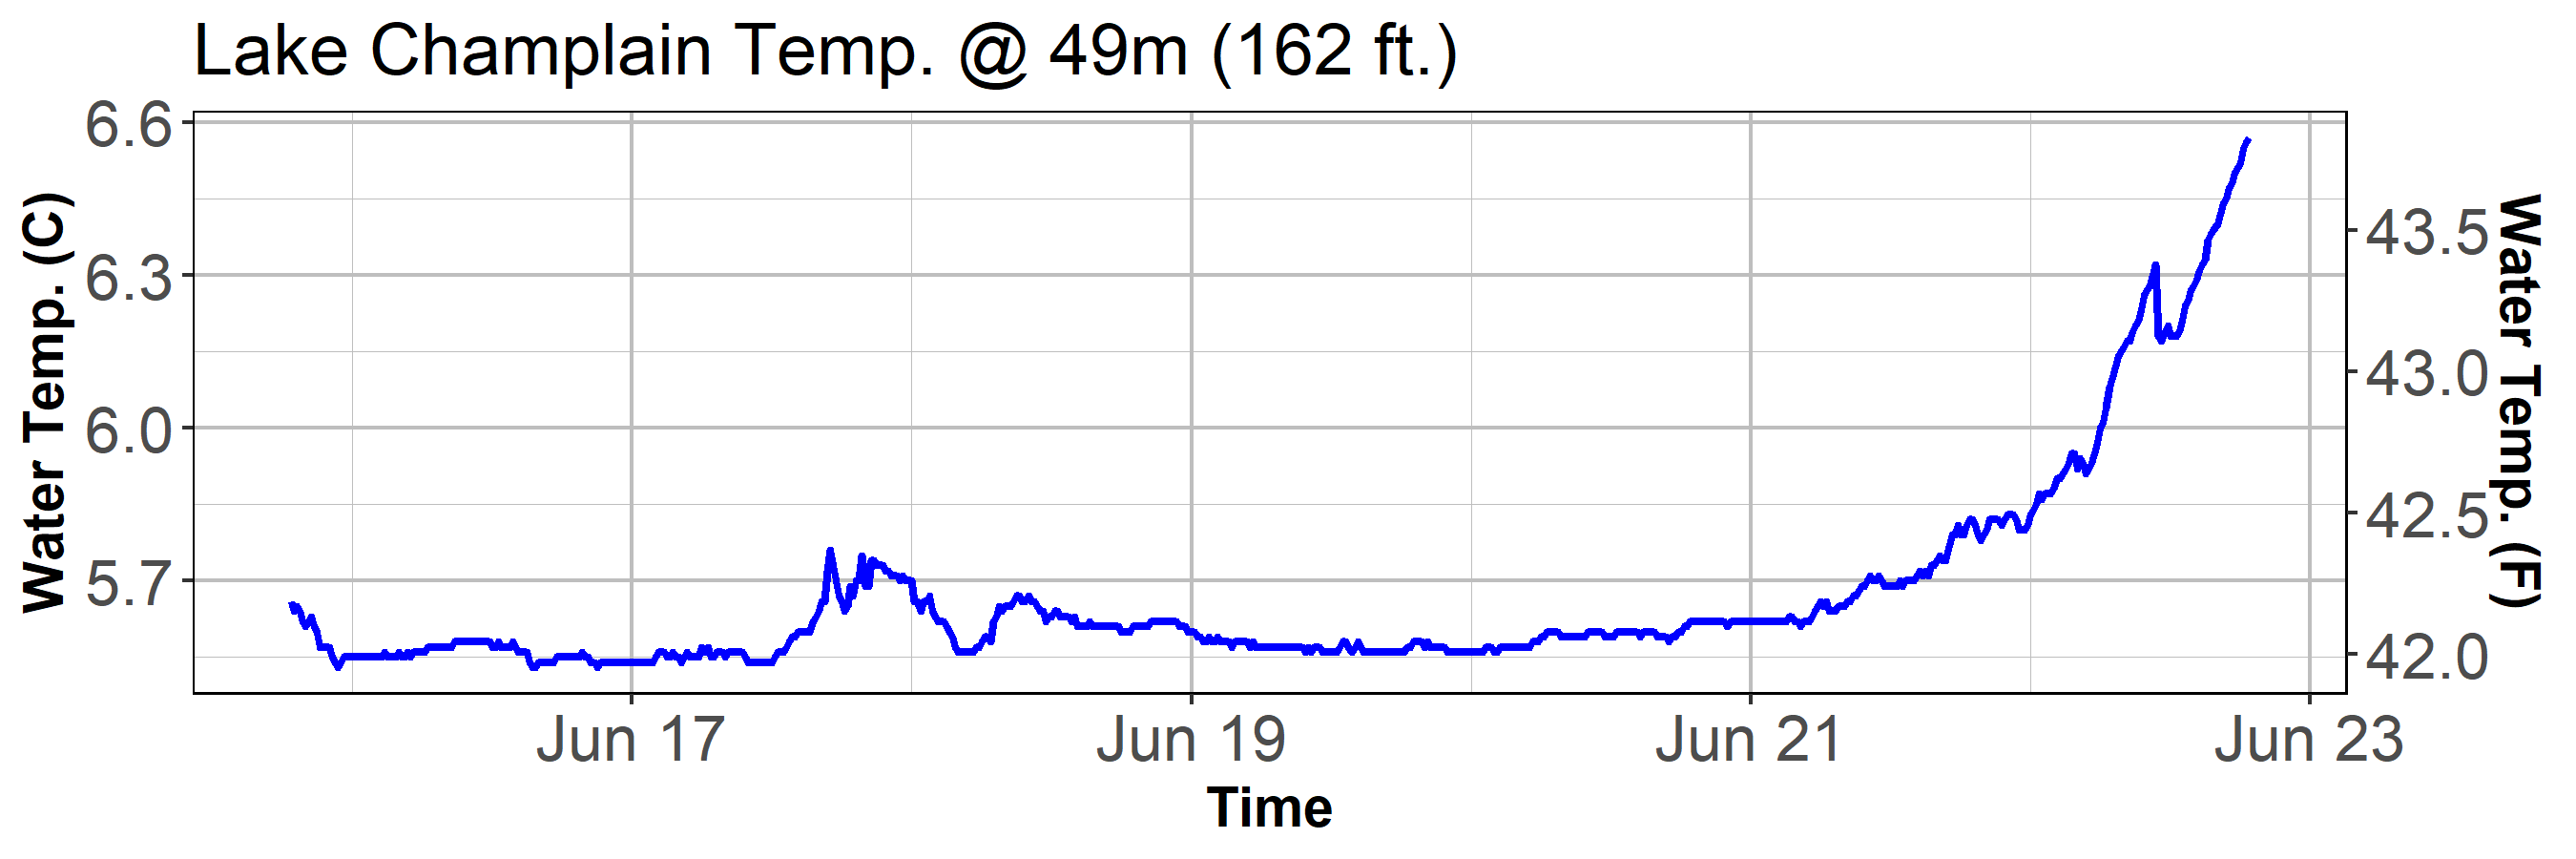 Lake Champlain Temp. @ 49m (162 ft.)
Water Temp. (C)
6.6
6.3
6.0
5.7
43.5
43.0
42.5
42.0
Water Temp. (F)
Jun 17 Jun 19 Jun 21 Jun 23
Time